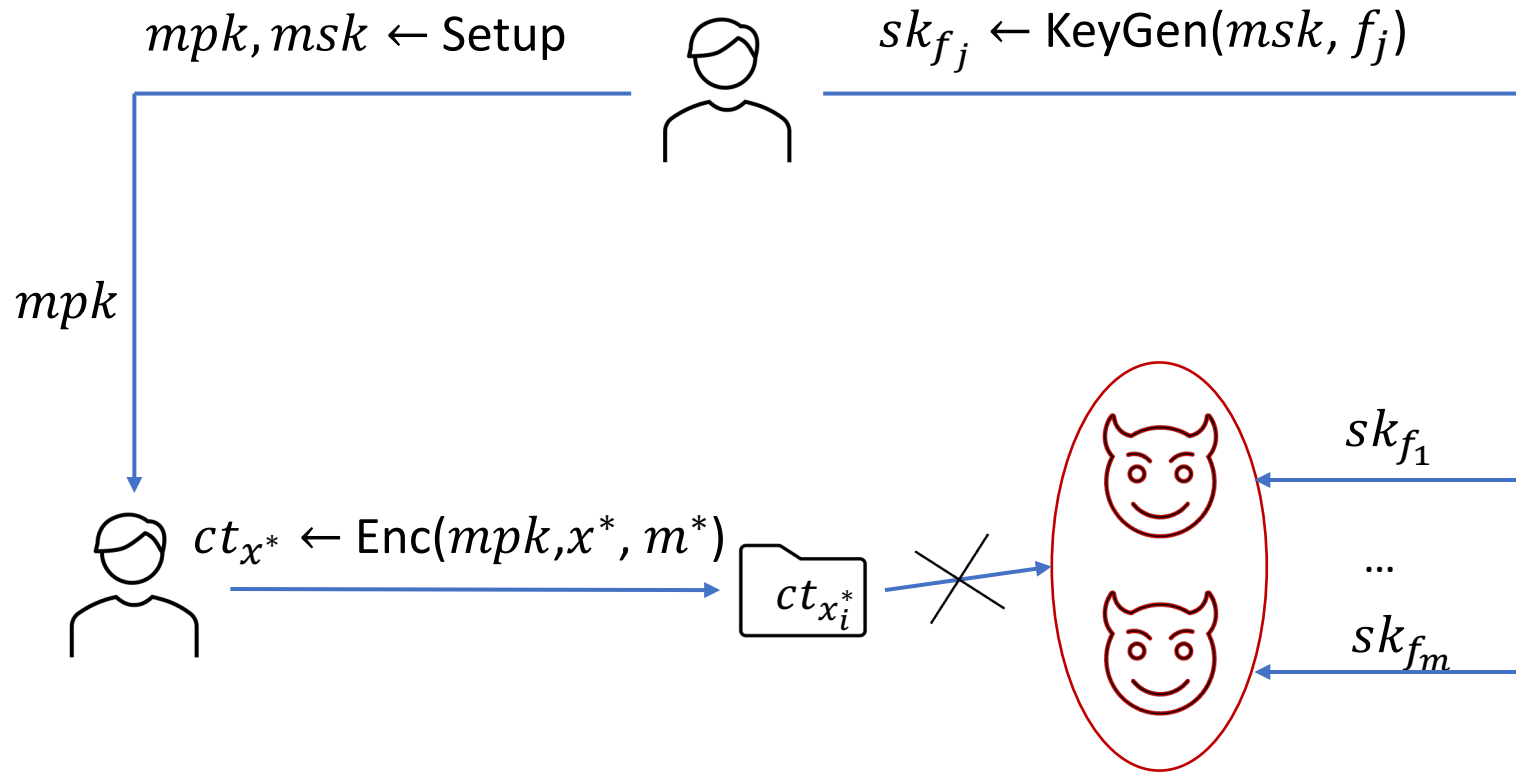 mpk, msk ← Setup
sk_{f_j} ← KeyGen(msk, f_j)
mpk
sk_{f_1}
ct_{x*} ← Enc(mpk,x*, m*)
...
ct_{x_i^*}
sk_{f_m}